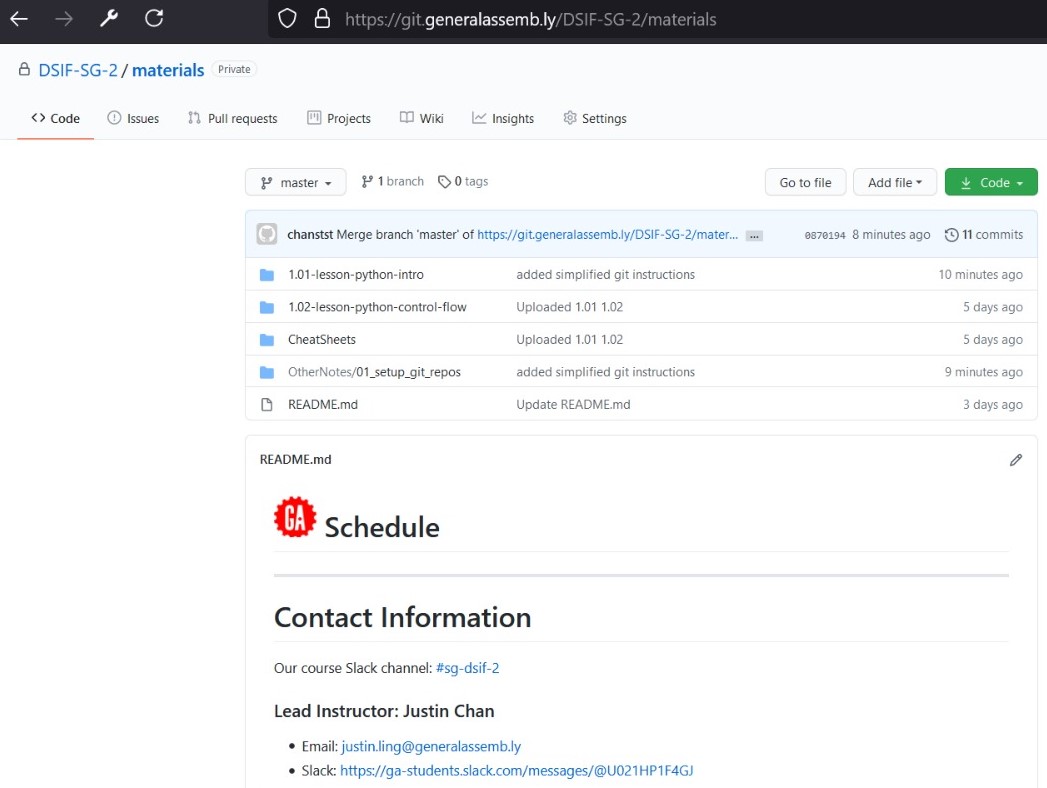 https://git.generalassemb.ly/DSIF-SG-2/materials
DSIF-SG-2 / materials Private
Code Issues Pull requests Projects Wiki Insights Settings
master 1 branch 0 tags Go to file Add file Code
chanstst Merge branch 'master' of https://git.generalassemb.ly/DSIF-SG-2/mater... ... 0870194 8 minutes ago 11 commits
1.01-lesson-python-intro added simplified git instructions 10 minutes ago
1.02-lesson-python-control-flow Uploaded 1.01 1.02 5 days ago
CheatSheets Uploaded 1.01 1.02 5 days ago
OtherNotes/01_setup_git_repos added simplified git instructions 9 minutes ago
README.md Update README.md 3 days ago
README.md
GA Schedule
Contact Information
Our course Slack channel: #sg-dsif-2
Lead Instructor: Justin Chan
• Email: justin.ling@generalassemb.ly
• Slack: https://ga-students.slack.com/messages/@U021HP1F4GJ